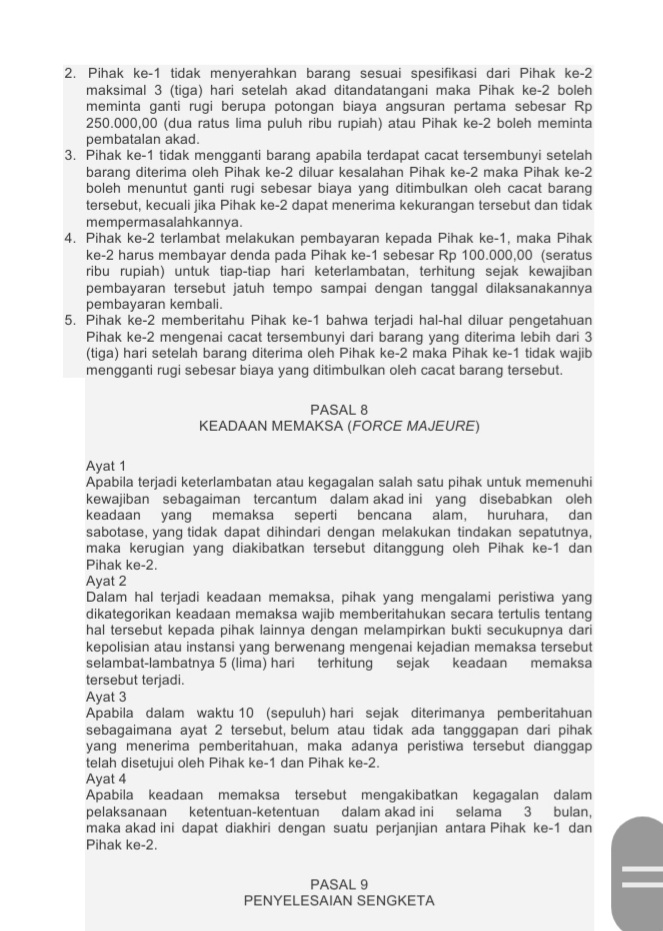 2. Pihak ke-1 tidak menyerahkan barang sesuai spesifikasi dari Pihak ke-2
maksimal 3 (tiga) hari setelah akad ditandatangani maka Pihak ke-2 boleh
meminta ganti rugi berupa potongan biaya angsuran pertama sebesar Rp
250.000,00 (dua ratus lima puluh ribu rupiah) atau Pihak ke-2 boleh meminta
pembatalan akad.
3. Pihak ke-1 tidak mengganti barang apabila terdapat cacat tersembunyi setelah
barang diterima oleh Pihak ke-2 diluar kesalahan Pihak ke-2 maka Pihak ke-2
boleh menuntut ganti rugi sebesar biaya yang ditimbulkan oleh cacat barang
tersebut, kecuali jika Pihak ke-2 dapat menerima kekurangan tersebut dan tidak
mempermasalahkannya.
4. Pihak ke-2 terlambat melakukan pembayaran kepada Pihak ke-1, maka Pihak
ke-2 harus membayar denda pada Pihak ke-1 sebesar Rp 100.000,00 (seratus
ribu rupiah) untuk tiap-tiap hari keterlambatan, terhitung sejak kewajiban
pembayaran tersebut jatuh tempo sampai dengan tanggal dilaksanakannya
pembayaran kembali.
5. Pihak ke-2 memberitahu Pihak ke-1 bahwa terjadi hal-hal diluar pengetahuan
Pihak ke-2 mengenai cacat tersembunyi dari barang yang diterima lebih dari 3
(tiga) hari setelah barang diterima oleh Pihak ke-2 maka Pihak ke-1 tidak wajib
mengganti rugi sebesar biaya yang ditimbulkan oleh cacat barang tersebut.
PASAL 8
KEADAAN MEMAKSA (FORCE MAJEURE)
Ayat 1
Apabila terjadi keterlambatan atau kegagalan salah satu pihak untuk memenuhi
kewajiban sebagaiman tercantum dalam akad ini yang disebabkan oleh
keadaan yang memaksa seperti bencana alam, huruhara, dan
sabotase, yang tidak dapat dihindari dengan melakukan tindakan sepatutnya,
maka kerugian yang diakibatkan tersebut ditanggung oleh Pihak ke-1 dan
Pihak ke-2.
Ayat 2
Dalam hal terjadi keadaan memaksa, pihak yang mengalami peristiwa yang
dikategorikan keadaan memaksa wajib memberitahukan secara tertulis tentang
hal tersebut kepada pihak lainnya dengan melampirkan bukti secukupnya dari
kepolisian atau instansi yang berwenang mengenai kejadian memaksa tersebut
selambat-lambatnya 5 (lima) hari terhitung sejak keadaan memaksa
tersebut terjadi.
Ayat 3
Apabila dalam waktu 10 (sepuluh) hari sejak diterimanya pemberitahuan
sebagaimana ayat 2 tersebut, belum atau tidak ada tangggapan dari pihak
yang menerima pemberitahuan, maka adanya peristiwa tersebut dianggap
telah disetujui oleh Pihak ke-1 dan Pihak ke-2.
Ayat 4
Apabila keadaan memaksa tersebut mengakibatkan kegagalan dalam
pelaksanaan ketentuan-ketentuan dalam akad ini selama 3 bulan,
maka akad ini dapat diakhiri dengan suatu perjanjian antara Pihak ke-1 dan
Pihak ke-2.
PASAL 9
PENYELESAIAN SENGKETA